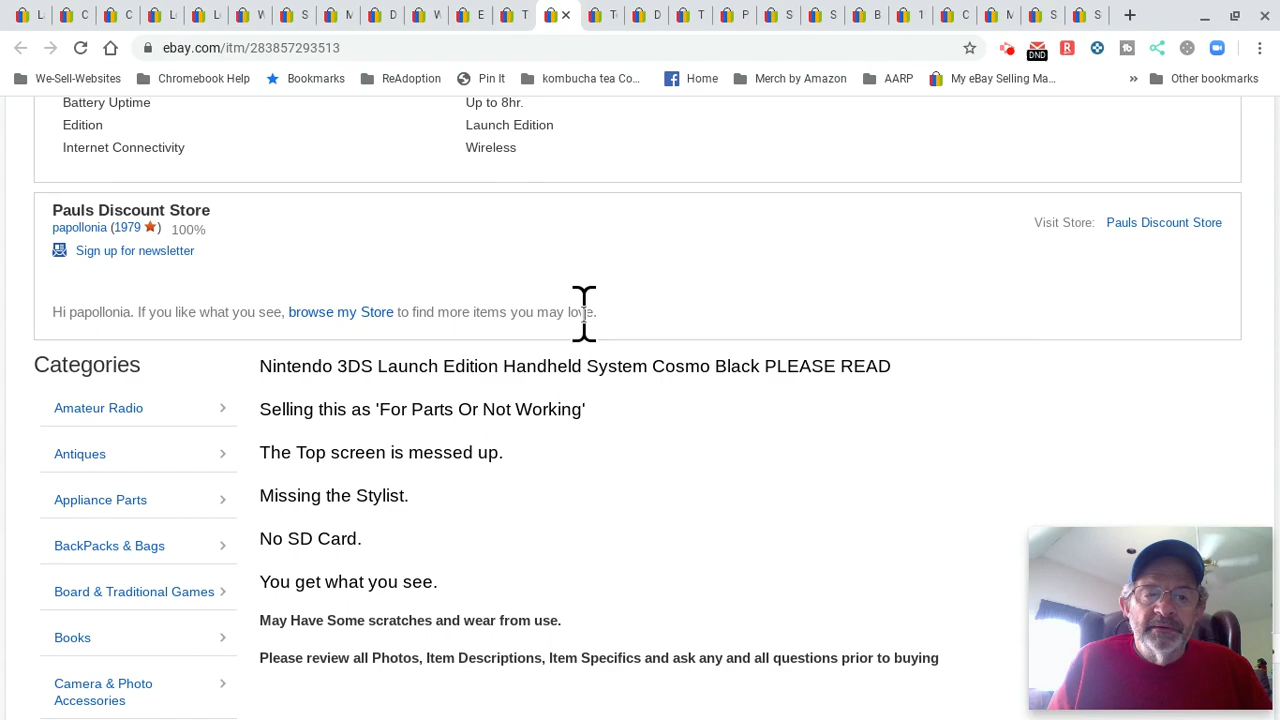 L
C
C
L
L
W
S
M
D
W
E
T
T
D
T
P
S
S
B
1
C
M
S
S
ebay.com/itm/283857293513
R
DND
tb
We-Sell-Websites
Chromebook Help
Bookmarks
ReAdoption
Pin It
kombucha tea Co...
Home
Merch by Amazon
AARP
My eBay Selling Ma...
»
Other bookmarks
Battery Uptime
Up to 8hr.
Edition
Launch Edition
Internet Connectivity
Wireless
Pauls Discount Store
papollonia (1979 ) 100%
Visit Store: Pauls Discount Store
Sign up for newsletter
Hi papollonia. If you like what you see, browse my Store to find more items you may love.
Categories
Nintendo 3DS Launch Edition Handheld System Cosmo Black PLEASE READ
Amateur Radio
Selling this as 'For Parts Or Not Working'
Antiques
The Top screen is messed up.
Appliance Parts
Missing the Stylist.
BackPacks & Bags
No SD Card.
Board & Traditional Games
You get what you see.
May Have Some scratches and wear from use.
Books
Please review all Photos, Item Descriptions, Item Specifics and ask any and all questions prior to buying
Camera & Photo
Accessories